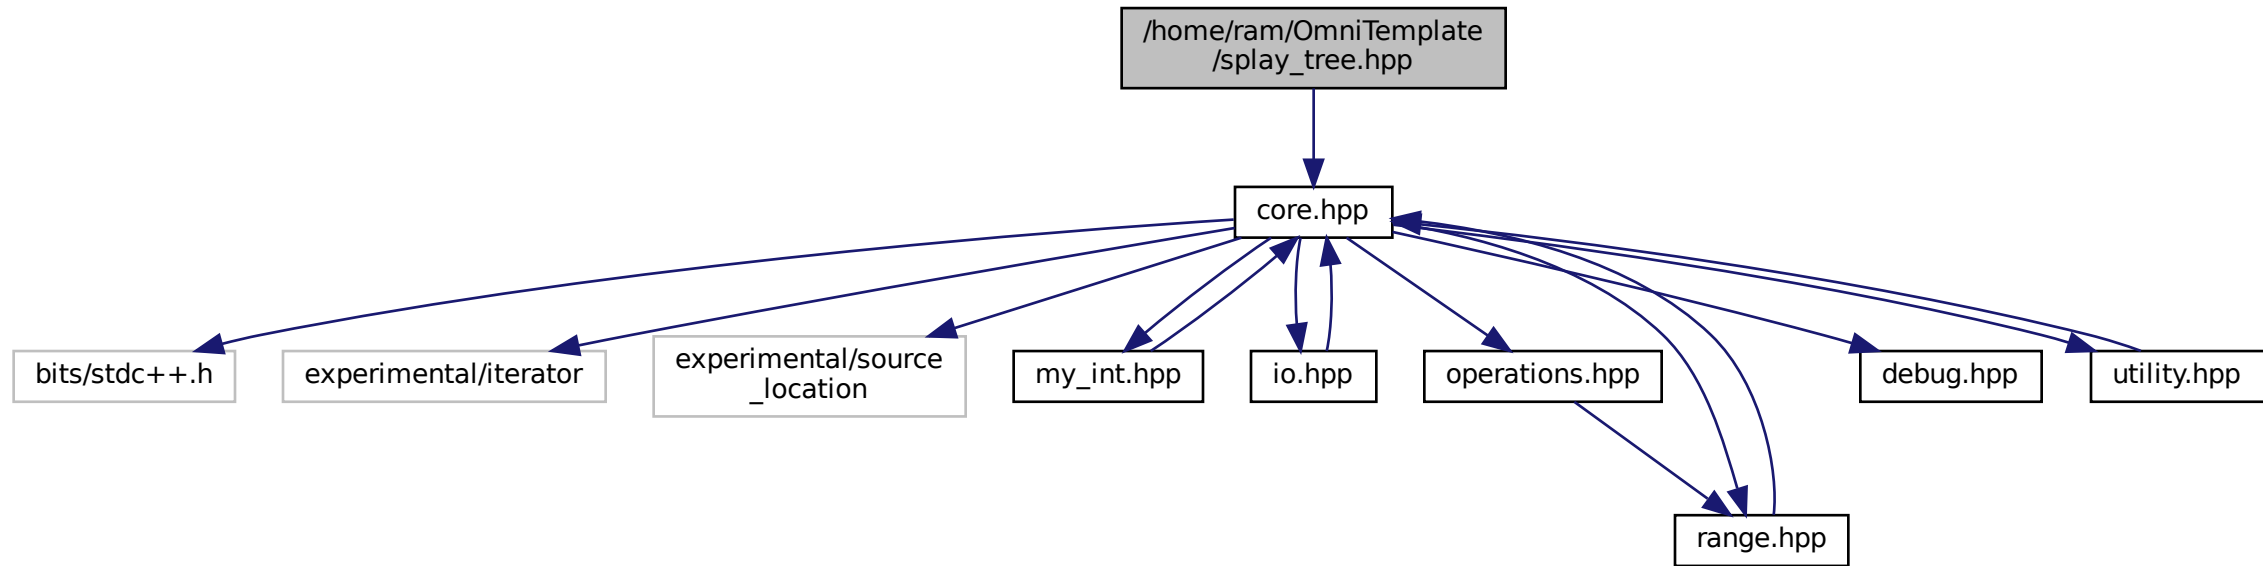 /home/ram/OmniTemplate
/splay_tree.hpp
core.hpp
bits/stdc++.h
experimental/iterator
experimental/source
_location
my_int.hpp
io.hpp
operations.hpp
debug.hpp
utility.hpp
range.hpp